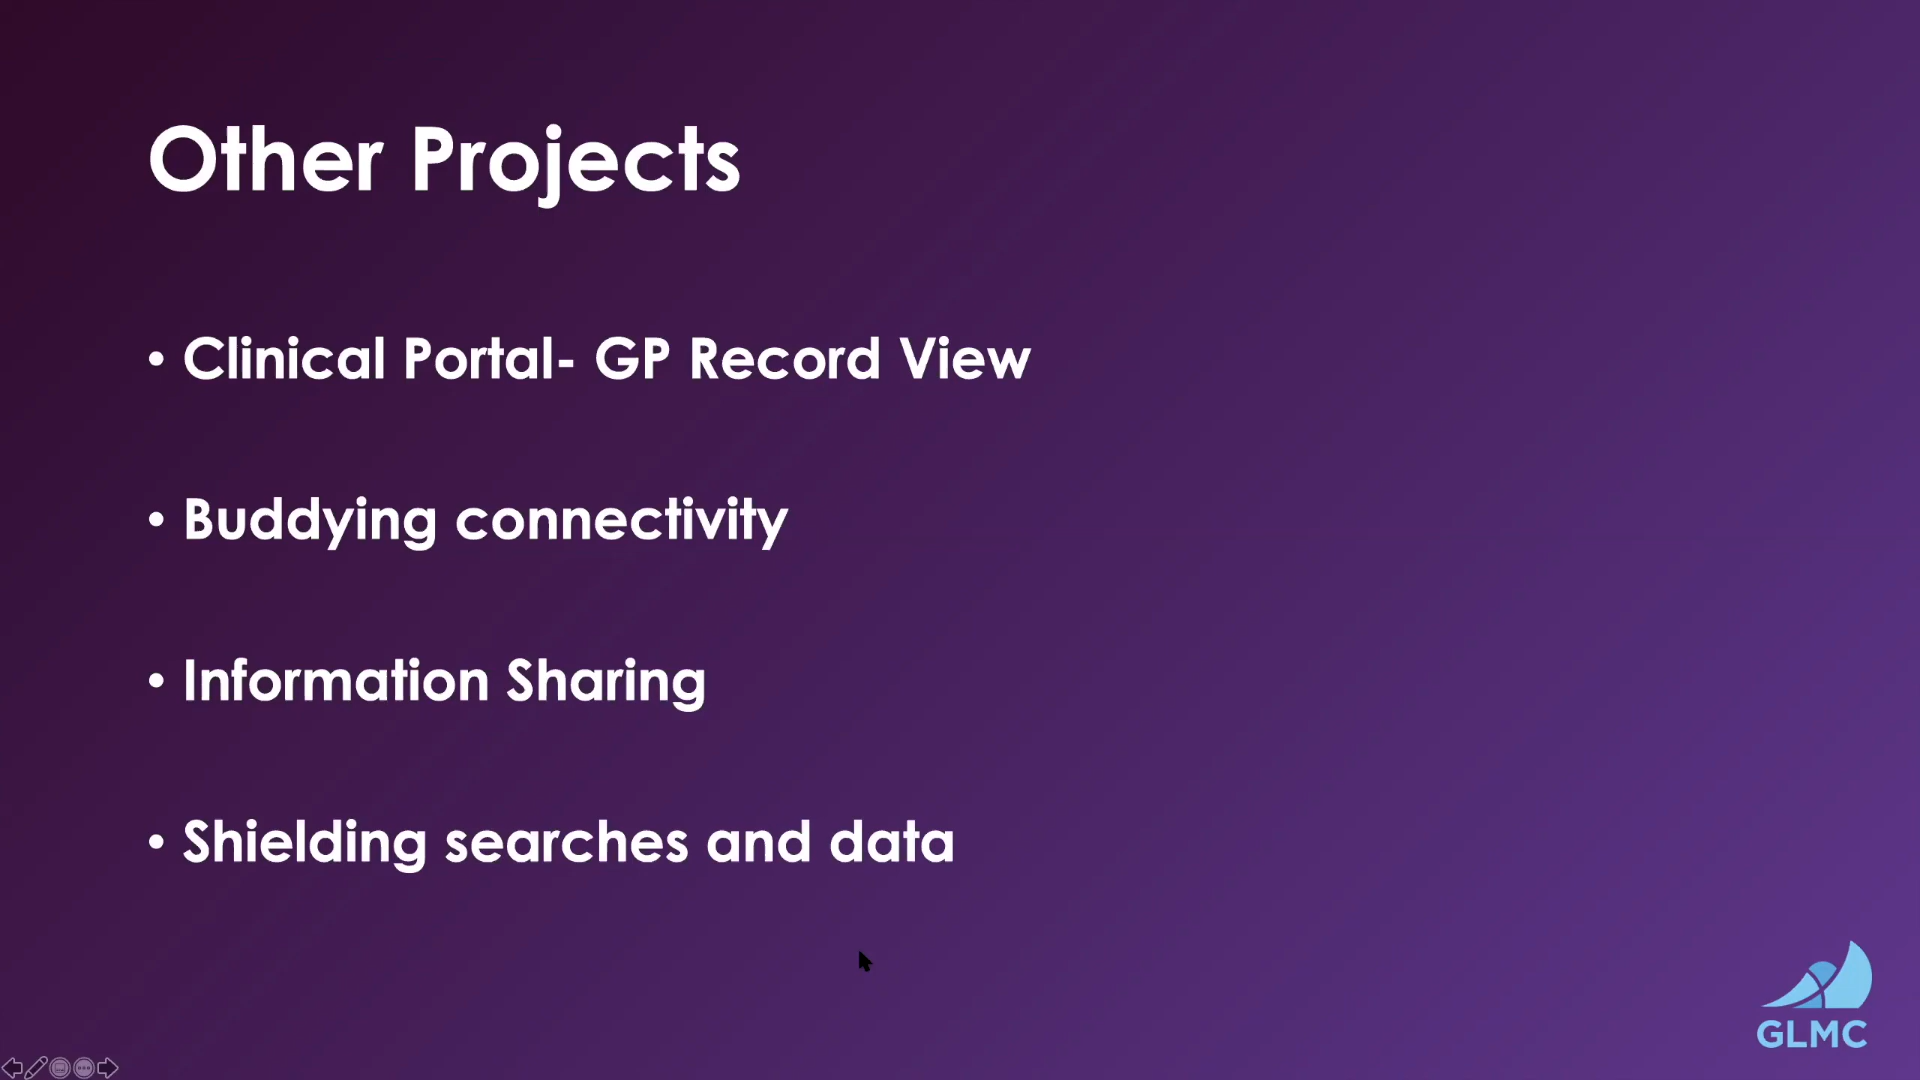 Other Projects
• Clinical Portal- GP Record View
• Buddying connectivity
• Information Sharing
• Shielding searches and data
GLMC